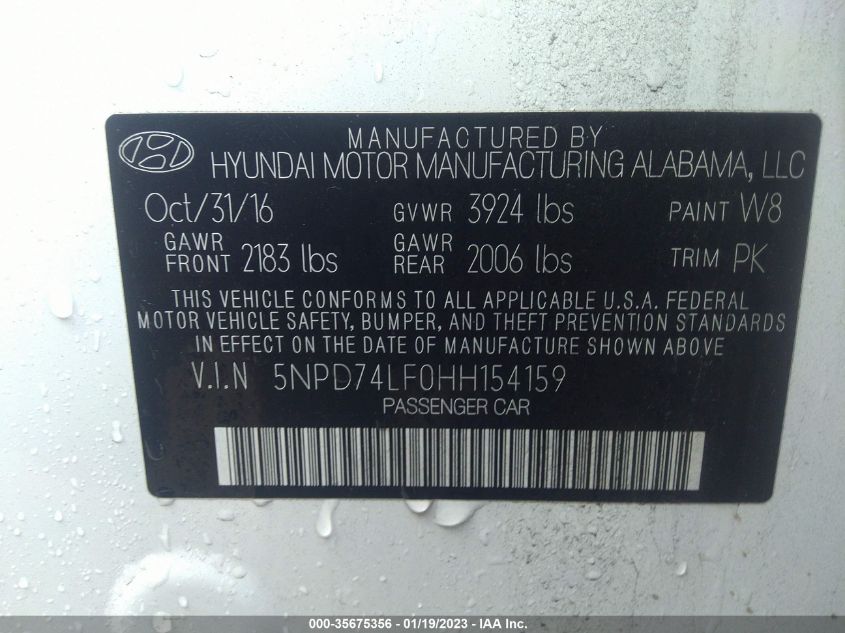 MANUFACTURED BY
HYUNDAI MOTOR MANUFACTURING ALABAMA, LLC
Oct/31/16 GVWR 3924 lbs PAINT W8
GAWR FRONT 2183 lbs GAWR REAR 2006 lbs TRIM PK
THIS VEHICLE CONFORMS TO ALL APPLICABLE U.S.A. FEDERAL
MOTOR VEHICLE SAFETY, BUMPER, AND THEFT PREVENTION STANDARDS
IN EFFECT ON THE DATE OF MANUFACTURE SHOWN ABOVE.
V.I.N 5NPD74LF0HH154159
PASSENGER CAR
000-35675356 - 01/19/2023 - IAA Inc.